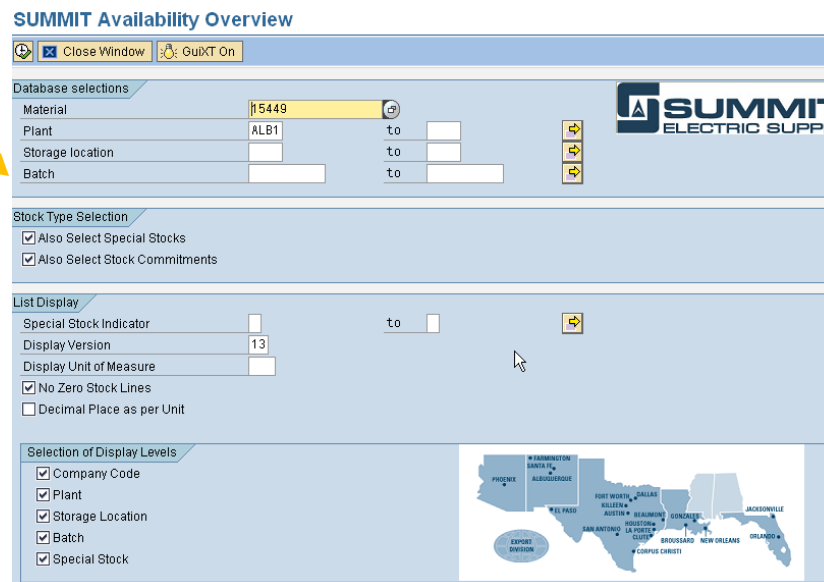 SUMMIT Availability Overview
Close Window GuiXT On
Database selections
Material 15449
Plant ALB1 to
Storage location to
Batch to
SUMMIT
ELECTRIC SUPP
Stock Type Selection
Also Select Special Stocks
Also Select Stock Commitments
List Display
Special Stock Indicator to
Display Version 13
Display Unit of Measure
No Zero Stock Lines
Decimal Place as per Unit
Selection of Display Levels
Company Code
Plant
Storage Location
Batch
Special Stock
FARMINGTON
SANTA FE
PHOENIX ALBUQUERQUE
FORT WORTH DALLAS
KILLEEN
EL PASO AUSTIN BEAUMONT GONZALES JACKSONVILLE
HOUSTON
SAN ANTONIO LA PORTE
CLUTE BROUSSARD NEW ORLEANS ORLANDO
CORPUS CHRISTI
EXPORT
DIVISION